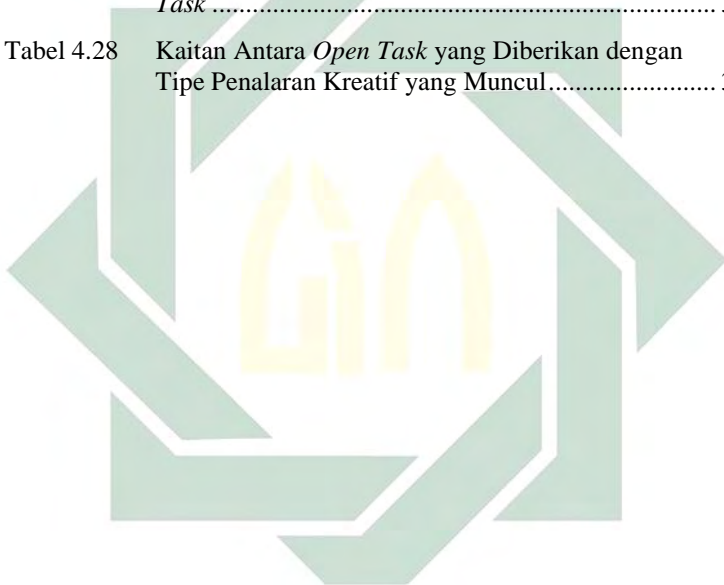 Task ..........................................................................
Tabel 4.28 Kaitan Antara Open Task yang Diberikan dengan
Tipe Penalaran Kreatif yang Muncul........................